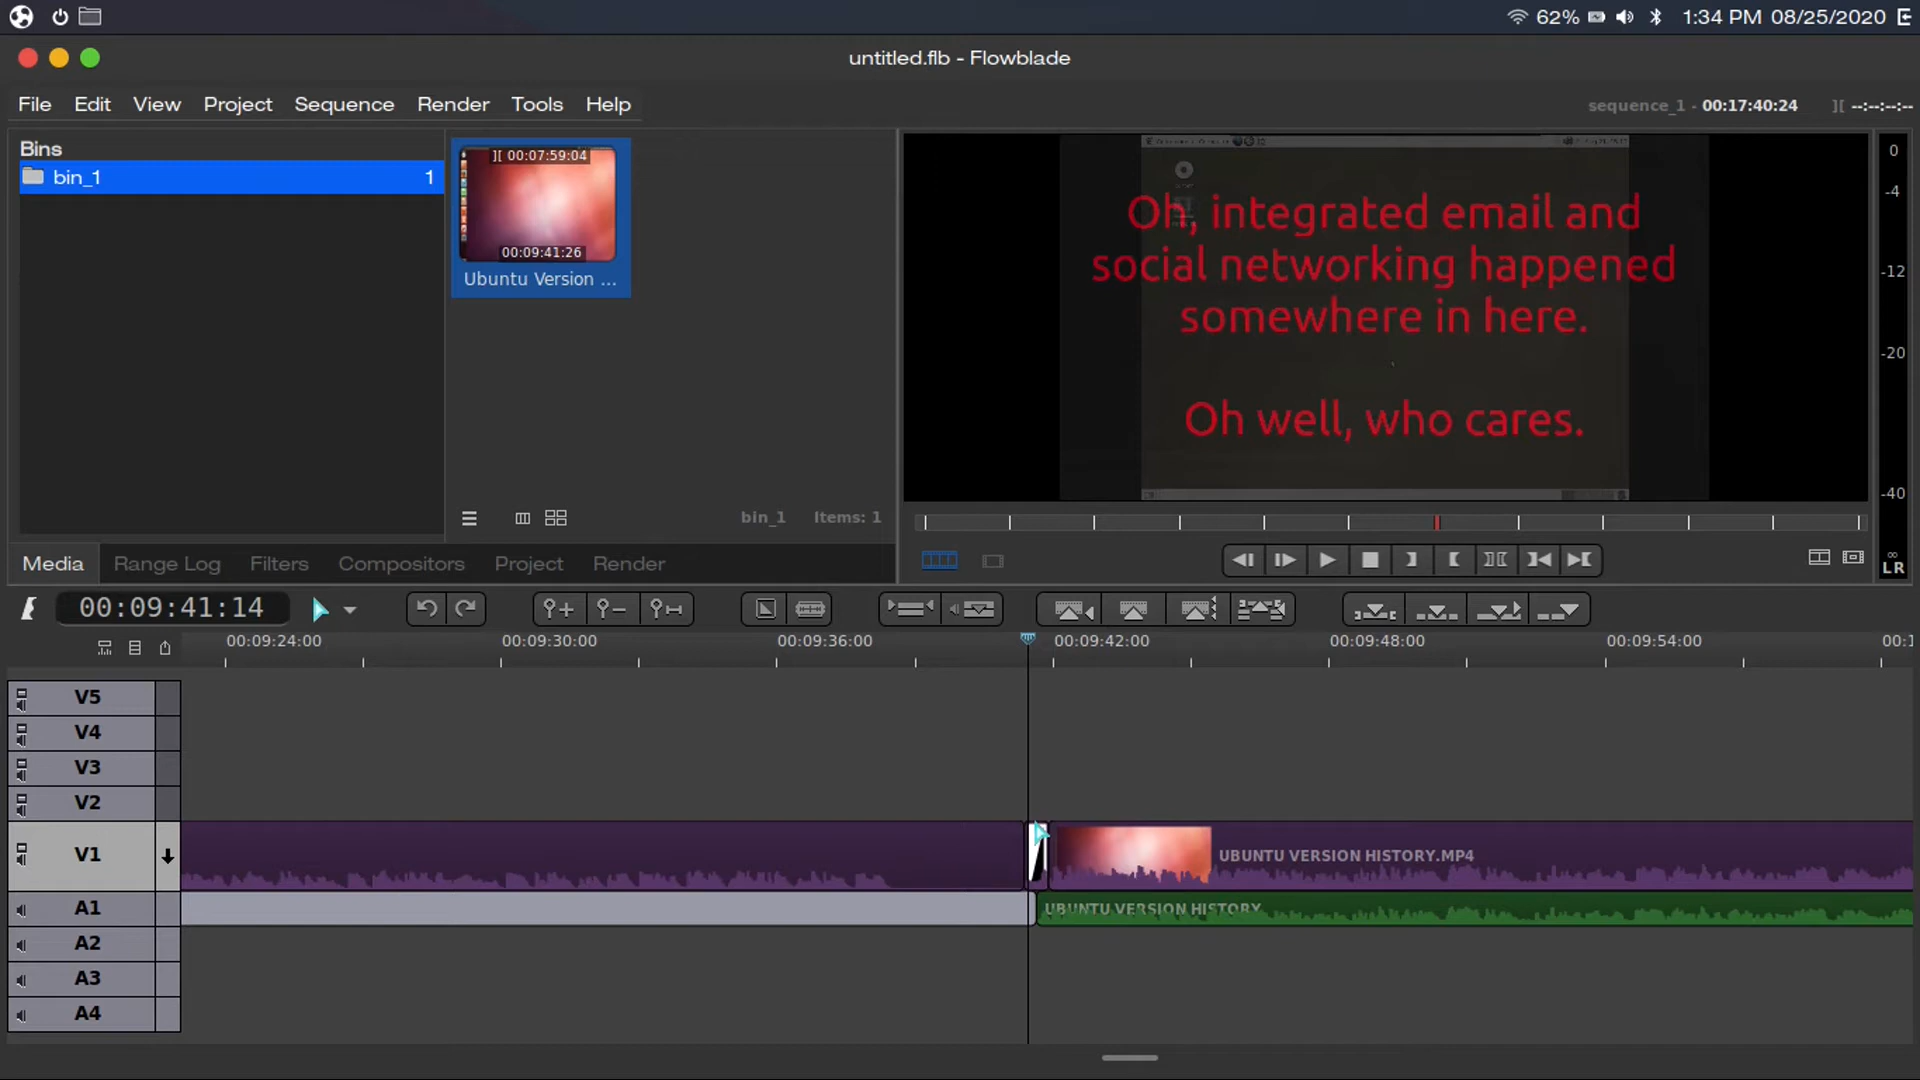 62% 1:34 PM 08/25/2020
untitled.flb - Flowblade
File Edit View Project Sequence Render Tools Help
sequence_1 - 00:17:40:24 ][ --:--:--:--
Bins
bin_1 1
][ 00:07:59:04
00:09:41:26
Ubuntu Version ...
bin_1 Items: 1
Oh, integrated email and
social networking happened
somewhere in here.
Oh well, who cares.
0
-4
-12
-20
-40
∞
LR
Media Range Log Filters Compositors Project Render
00:09:41:14
00:09:24:00 00:09:30:00 00:09:36:00 00:09:42:00 00:09:48:00 00:09:54:00 00:1
V5
V4
V3
V2
V1 UBUNTU VERSION HISTORY.MP4
A1 UBUNTU VERSION HISTORY
A2
A3
A4